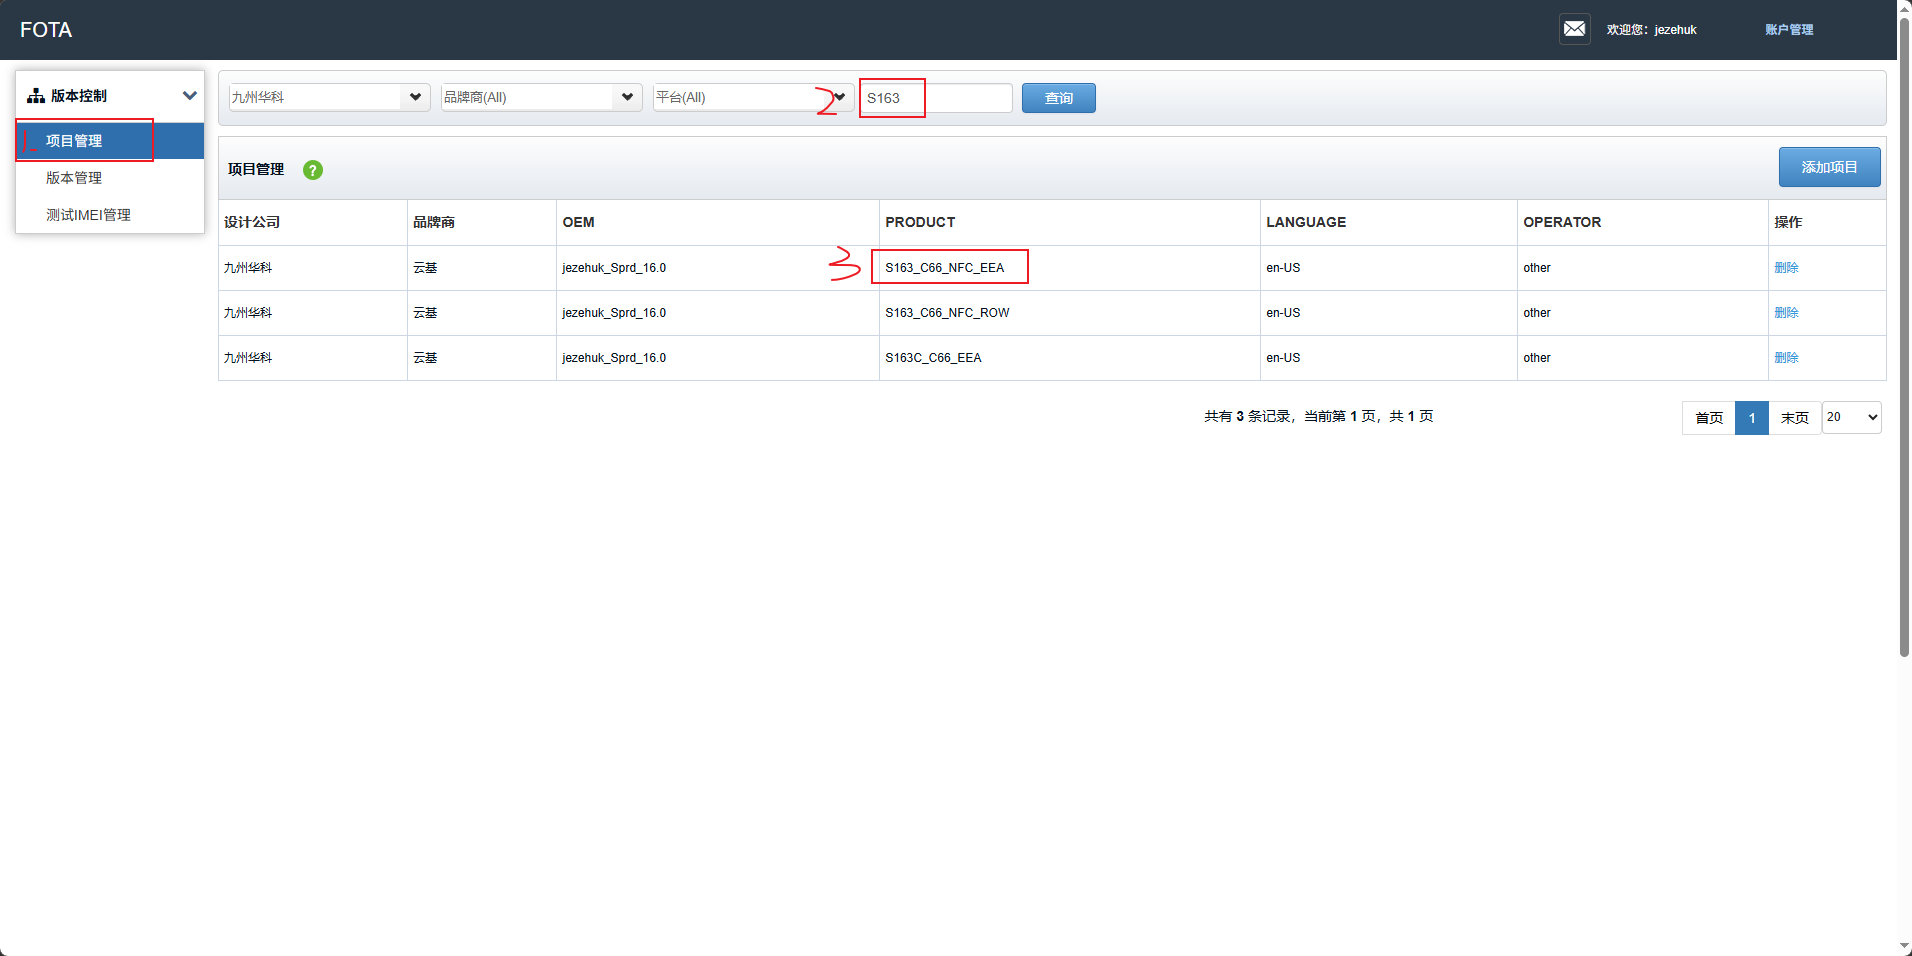 FOTA
欢迎您：jezehuk
账户管理
版本控制
项目管理
版本管理
测试IMEI管理
九州华科
品牌商(All)
平台(All)
2
S163
查询
项目管理
?
添加项目
设计公司 品牌商 OEM PRODUCT LANGUAGE OPERATOR 操作
九州华科 云基 jezehuk_Sprd_16.0 3 S163_C66_NFC_EEA en-US other 删除
九州华科 云基 jezehuk_Sprd_16.0 S163_C66_NFC_ROW en-US other 删除
九州华科 云基 jezehuk_Sprd_16.0 S163C_C66_EEA en-US other 删除
共有 3 条记录，当前第 1 页，共 1 页
首页 1 末页 20